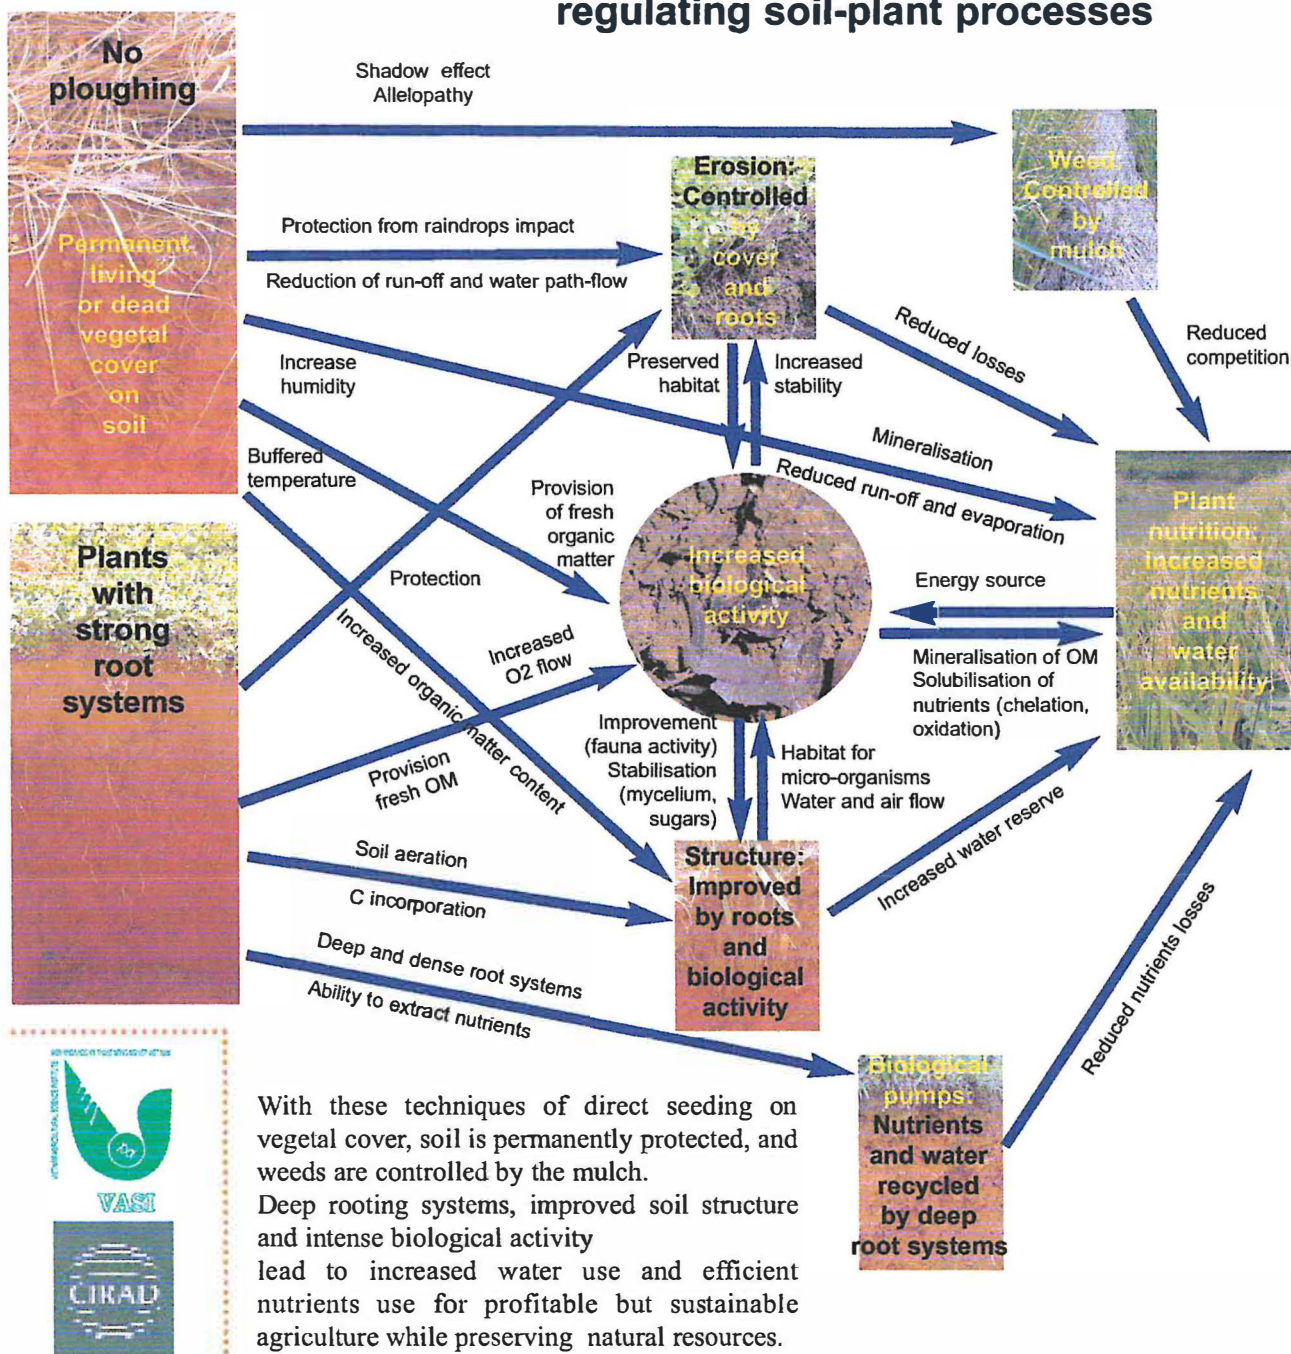 regulating soil-plant processes
No
ploughing
Permanent
living
or dead
vegetal
cover
on
soil
Shadow effect
Allelopathy
Weed:
Controlled
by
mulch
Erosion:
Controlled
by
cover
and
roots
Protection from raindrops impact
Reduction of run-off and water path-flow
Increase
humidity
Preserved
habitat
Increased
stability
Reduced losses
Reduced
competition
Buffered
temperature
Provision
of fresh
organic
matter
Mineralisation
Reduced run-off and evaporation
Plants
with
strong
root
systems
Protection
Increased
biological
activity
Energy source
Plant
nutrition:
Increased
nutrients
and
water
availability
Increased organic matter content
Increased
O2 flow
Provision
fresh OM
Mineralisation of OM
Solubilisation of
nutrients (chelation,
oxidation)
Improvement
(fauna activity)
Stabilisation
(mycelium,
sugars)
Habitat for
micro-organisms
Water and air flow
Soil aeration
C incorporation
Structure:
Improved
by roots
and
biological
activity
Increased water reserve
Deep and dense root systems
Ability to extract nutrients
Reduced nutrients losses
Biological
pumps:
Nutrients
and water
recycled
by deep
root systems
VASI
CIRAD
With these techniques of direct seeding on
vegetal cover, soil is permanently protected, and
weeds are controlled by the mulch.
Deep rooting systems, improved soil structure
and intense biological activity
lead to increased water use and efficient
nutrients use for profitable but sustainable
agriculture while preserving natural resources.